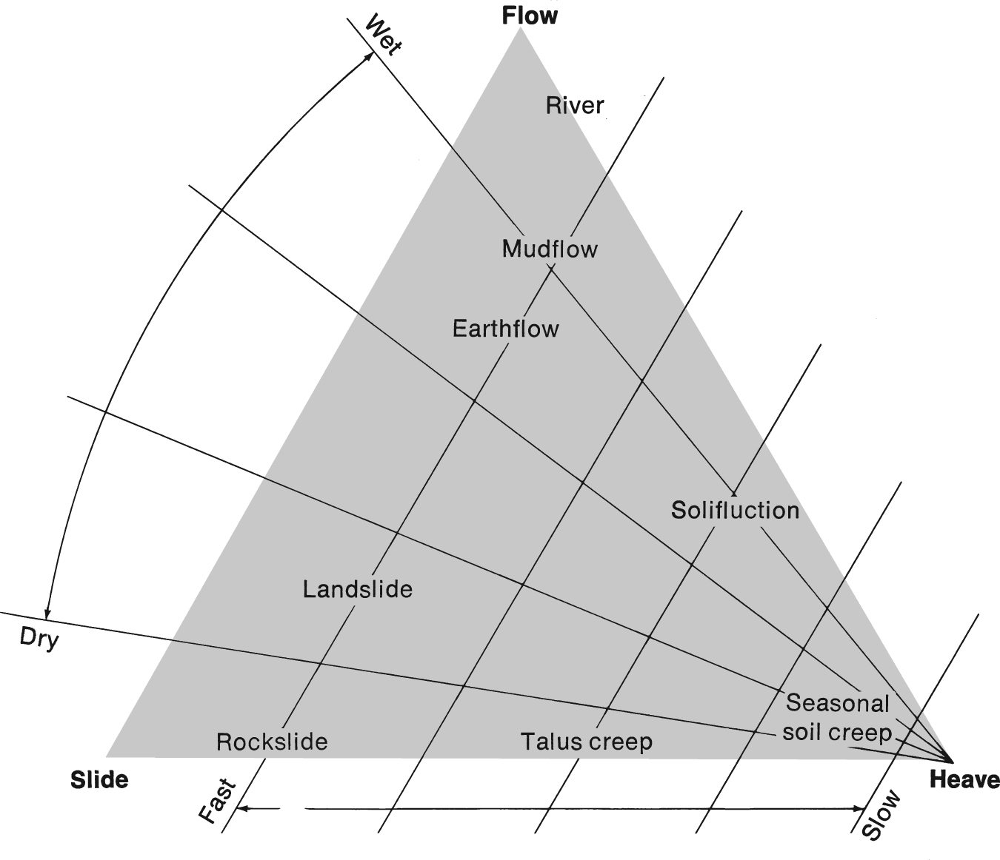 Flow
Wet
River
Mudflow
Earthflow
Solifluction
Landslide
Dry
Seasonal
soil creep
Rockslide
Talus creep
Slide
Heave
Fast
Slow